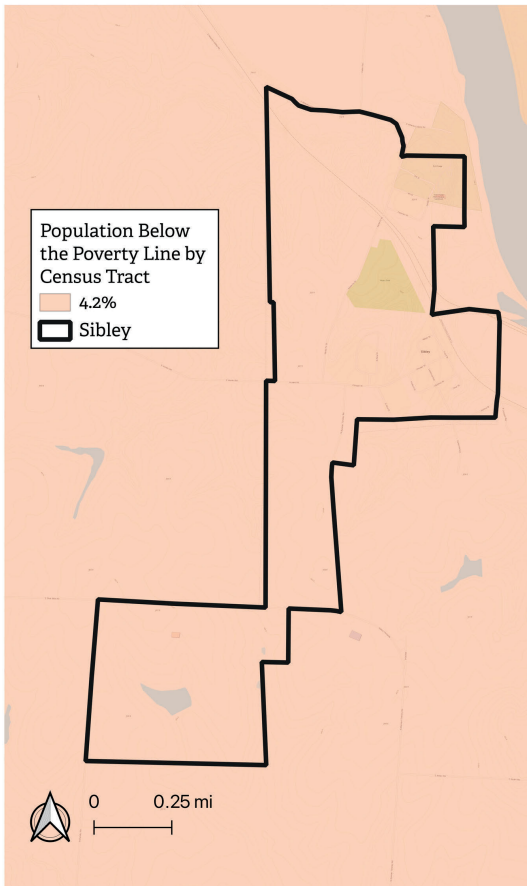 Population Below
the Poverty Line by
Census Tract
4.2%
Sibley
0 0.25 mi